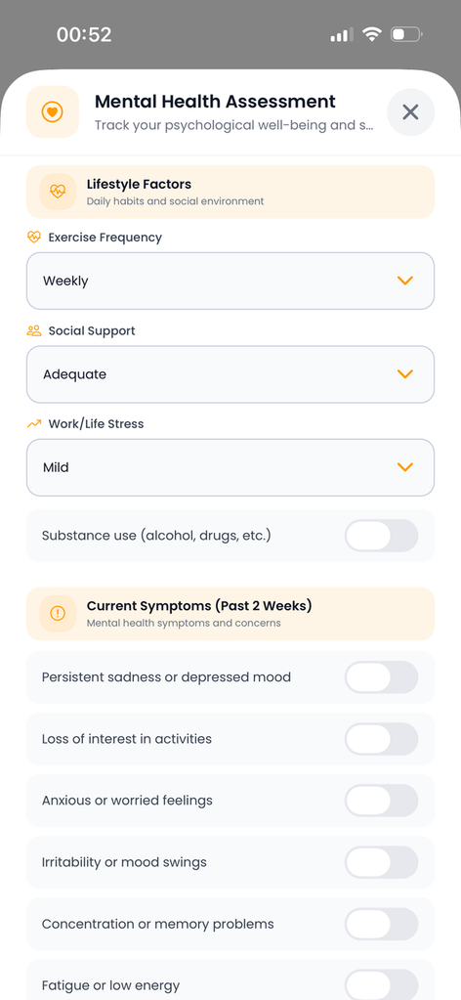 00:52
Mental Health Assessment
Track your psychological well-being and s...
Lifestyle Factors
Daily habits and social environment
Exercise Frequency
Weekly
Social Support
Adequate
Work/Life Stress
Mild
Substance use (alcohol, drugs, etc.)
Current Symptoms (Past 2 Weeks)
Mental health symptoms and concerns
Persistent sadness or depressed mood
Loss of interest in activities
Anxious or worried feelings
Irritability or mood swings
Concentration or memory problems
Fatigue or low energy